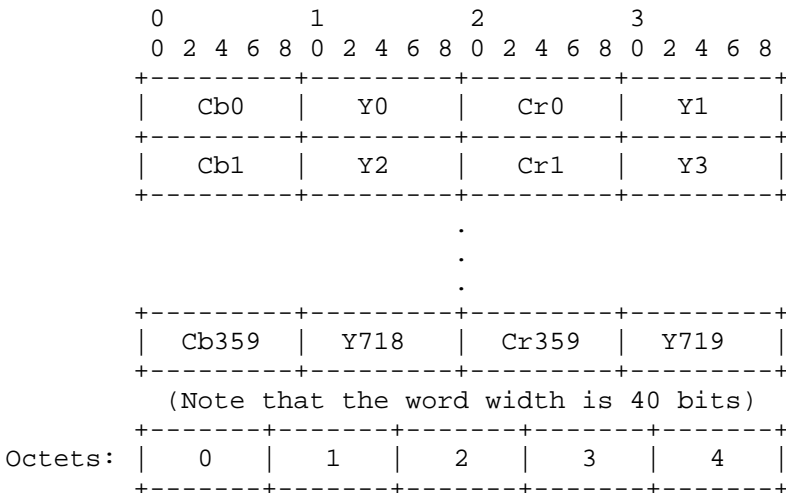 0 1 2 3
0 2 4 6 8 0 2 4 6 8 0 2 4 6 8 0 2 4 6 8
+---------+---------+---------+---------+
| Cb0 | Y0 | Cr0 | Y1 |
+---------+---------+---------+---------+
| Cb1 | Y2 | Cr1 | Y3 |
+---------+---------+---------+---------+
.
.
.
+---------+---------+---------+---------+
| Cb359 | Y718 | Cr359 | Y719 |
+---------+---------+---------+---------+
(Note that the word width is 40 bits)
+-------+-------+-------+-------+-------+
Octets: | 0 | 1 | 2 | 3 | 4 |
+-------+-------+-------+-------+-------+